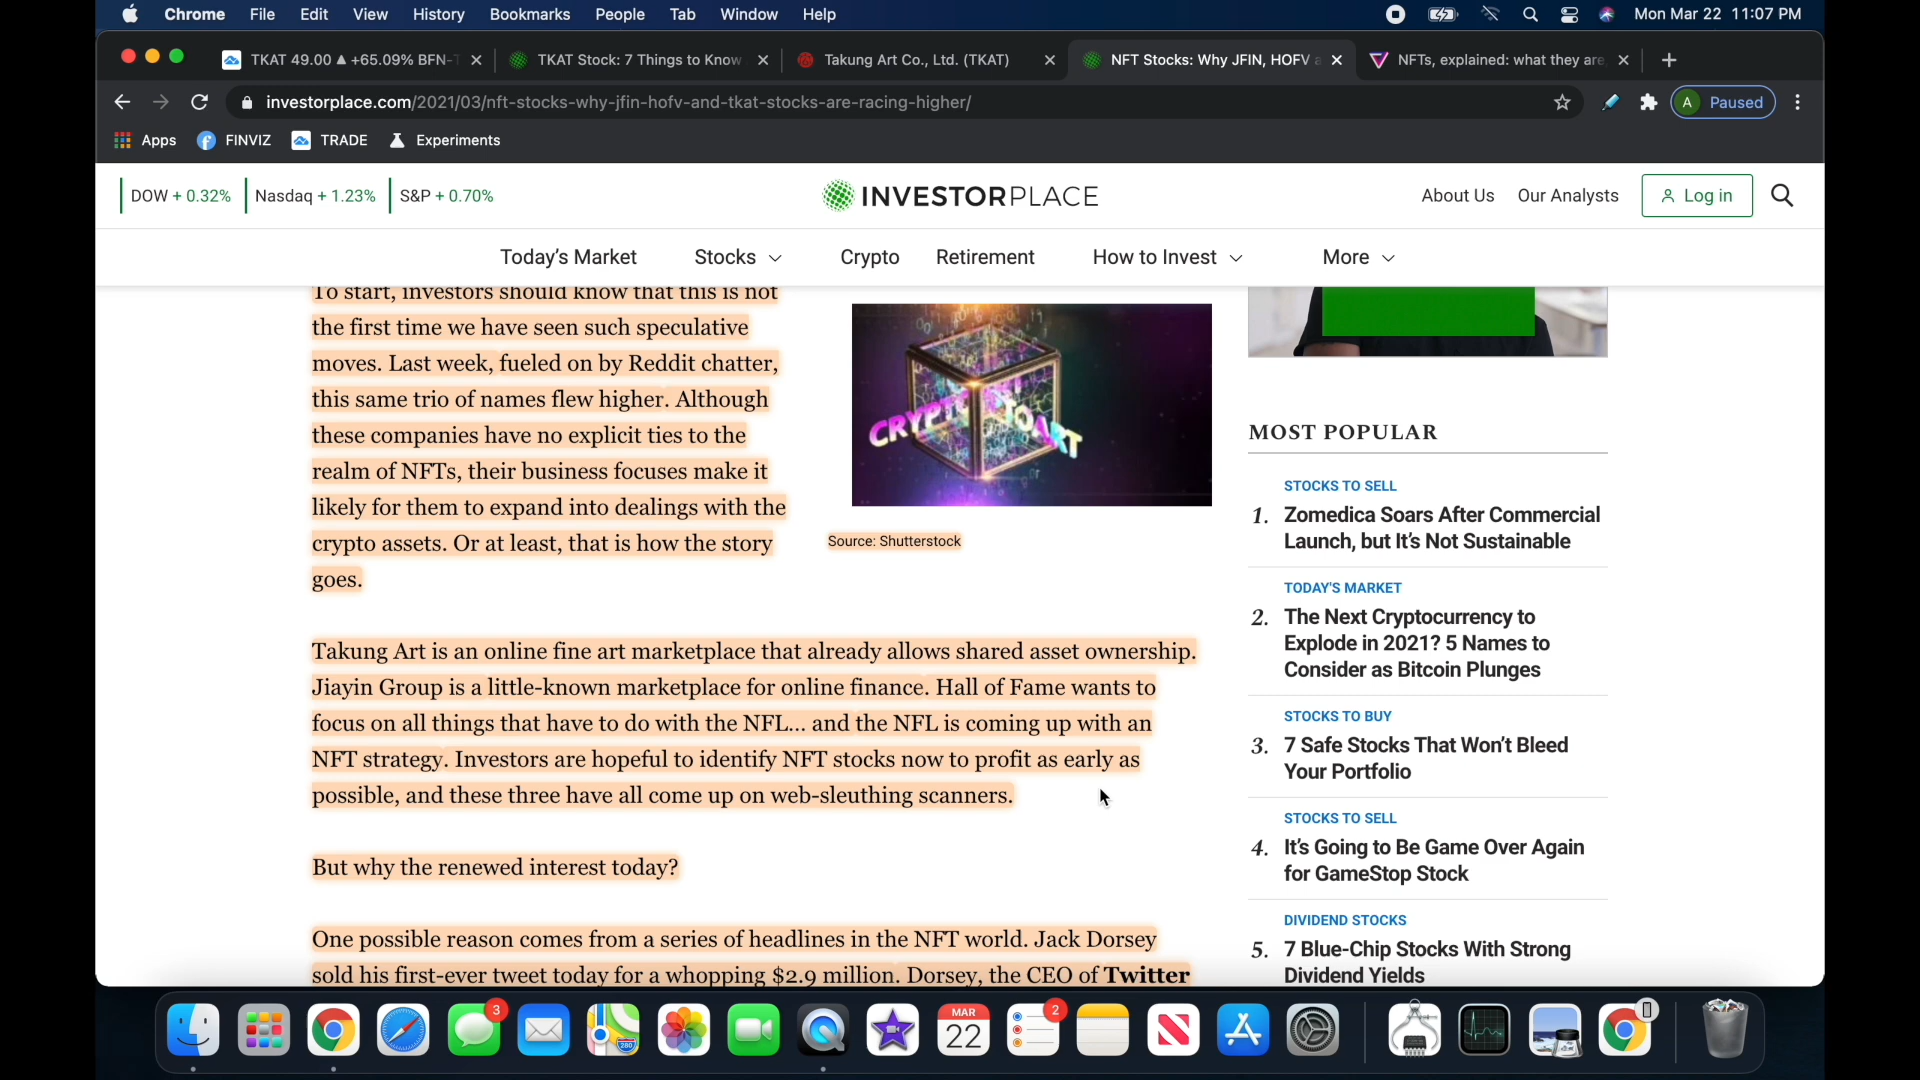 Chrome File Edit View History Bookmarks People Tab Window Help Mon Mar 22 11:07 PM
TKAT 49.00 ▲ +65.09% BFN-T
TKAT Stock: 7 Things to Know
Takung Art Co., Ltd. (TKAT)
NFT Stocks: Why JFIN, HOFV a
NFTs, explained: what they are,
investorplace.com/2021/03/nft-stocks-why-jfin-hofv-and-tkat-stocks-are-racing-higher/
A Paused
Apps FINVIZ TRADE Experiments
DOW + 0.32% Nasdaq + 1.23% S&P + 0.70%
INVESTORPLACE
About Us Our Analysts Log in
Today's Market Stocks Crypto Retirement How to Invest More
To start, investors should know that this is not
the first time we have seen such speculative
moves. Last week, fueled on by Reddit chatter,
this same trio of names flew higher. Although
these companies have no explicit ties to the
realm of NFTs, their business focuses make it
likely for them to expand into dealings with the
crypto assets. Or at least, that is how the story
goes.
Source: Shutterstock
Takung Art is an online fine art marketplace that already allows shared asset ownership.
Jiayin Group is a little-known marketplace for online finance. Hall of Fame wants to
focus on all things that have to do with the NFL... and the NFL is coming up with an
NFT strategy. Investors are hopeful to identify NFT stocks now to profit as early as
possible, and these three have all come up on web-sleuthing scanners.
But why the renewed interest today?
One possible reason comes from a series of headlines in the NFT world. Jack Dorsey
sold his first-ever tweet today for a whopping $2.9 million. Dorsey, the CEO of Twitter
MOST POPULAR
STOCKS TO SELL
1. Zomedica Soars After Commercial
Launch, but It's Not Sustainable
TODAY'S MARKET
2. The Next Cryptocurrency to
Explode in 2021? 5 Names to
Consider as Bitcoin Plunges
STOCKS TO BUY
3. 7 Safe Stocks That Won't Bleed
Your Portfolio
STOCKS TO SELL
4. It's Going to Be Game Over Again
for GameStop Stock
DIVIDEND STOCKS
5. 7 Blue-Chip Stocks With Strong
Dividend Yields
3
MAR
22
2
280